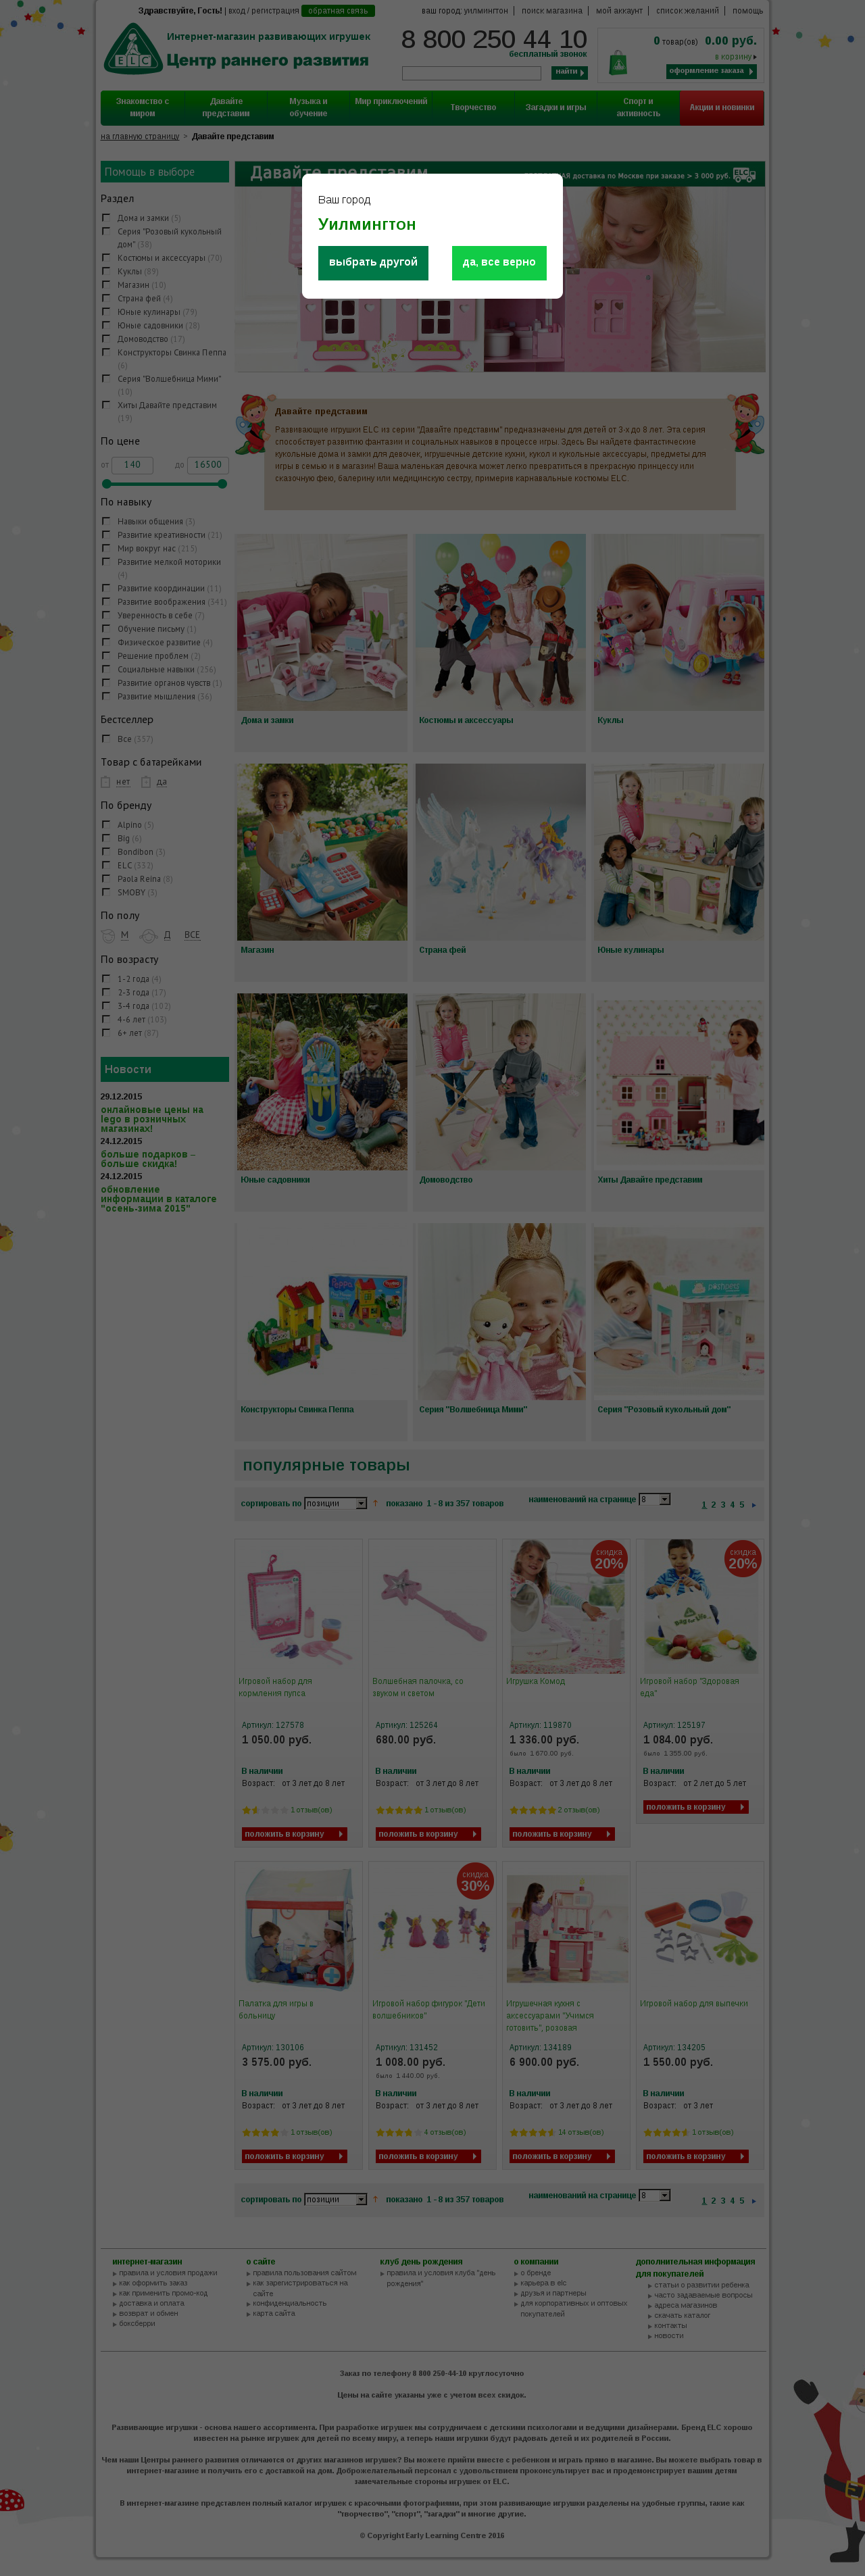 Здравствуйте, Гость! | вход / регистрация обратная связь
ваш город: уилмингтон | поиск магазина | мой аккаунт | список желаний | помощь
Интернет-магазин развивающих игрушек
Центр раннего развития
ELC
8 800 250 44 10
бесплатный звонок
найти
0 товар(ов) 0.00 руб.
в корзину
оформление заказа
Знакомство с миром
Давайте представим
Музыка и обучение
Мир приключений
Творчество
Загадки и игры
Спорт и активность
Акции и новинки
на главную страницу > Давайте представим
Давайте представим
доставка по Москве при заказе > 3 000 руб.
Ваш город
Уилмингтон
выбрать другой
да, все верно
Помощь в выборе
Раздел
Дома и замки (5)
Серия "Розовый кукольный
дом" (38)
Костюмы и аксессуары (70)
Куклы (89)
Магазин (10)
Страна фей (4)
Юные кулинары (79)
Юные садовники (28)
Домоводство (17)
Конструкторы Свинка Пеппа
(6)
Серия "Волшебница Мими"
(10)
Хиты Давайте представим
(19)
По цене
от 140 до 16500
По навыку
Навыки общения (3)
Развитие креативности (21)
Мир вокруг нас (215)
Развитие мелкой моторики
(4)
Развитие координации (11)
Развитие воображения (341)
Уверенность в себе (7)
Обучение письму (1)
Физическое развитие (4)
Решение проблем (2)
Социальные навыки (236)
Развитие органов чувств (1)
Развитие мышления (36)
Бестселлер
Все (357)
Товар с батарейками
нет да
По бренду
Alpino (5)
Big (6)
Bondibon (3)
ELC (332)
Paola Reina (8)
SMOBY (3)
По полу
М Д ВСЕ
По возрасту
1-2 года (4)
2-3 года (17)
3-4 года (102)
4-6 лет (103)
6+ лет (87)
Новости
29.12.2015
онлайновые цены на
lego в розничных
магазинах!
24.12.2015
больше подарков –
больше скидка!
24.12.2015
обновление
информации в каталоге
"осень-зима 2015"
Давайте представим
Развивающие игрушки ELC из серии "Давайте представим" предназначены для детей от 3-х до 8 лет. Эта серия
способствует развитию фантазии и социальных навыков в процессе игры. Здесь Вы найдете фантастические
кукольные дома и замки для девочек, игрушечные детские кухни, кукол и кукольные аксессуары, предметы для
игры в семью и в магазин! Ваша маленькая девочка может легко превратиться в прекрасную принцессу или
сказочную фею, балерину или медицинскую сестру, примерив карнавальные костюмы ELC.
Дома и замки
Костюмы и аксессуары
Куклы
Магазин
Страна фей
Юные кулинары
Юные садовники
Домоводство
Хиты Давайте представим
Конструкторы Свинка Пеппа
Серия "Волшебница Мими"
Серия "Розовый кукольный дом"
популярные товары
сортировать по позиции показано 1 - 8 из 357 товаров наименований на странице 8 1 2 3 4 5
Игровой набор для
кормления пупса
Артикул: 127578
1 050.00 руб.
В наличии
Возраст: от 3 лет до 8 лет
1 отзыв(ов)
положить в корзину
Волшебная палочка, со
звуком и светом
Артикул: 125264
680.00 руб.
В наличии
Возраст: от 3 лет до 8 лет
1 отзыв(ов)
положить в корзину
скидка
20%
Игрушка Комод
Артикул: 119870
1 336.00 руб.
было 1 670.00 руб.
В наличии
Возраст: от 3 лет до 8 лет
2 отзыв(ов)
положить в корзину
скидка
20%
Игровой набор "Здоровая
еда"
Артикул: 125197
1 084.00 руб.
было 1 355.00 руб.
В наличии
Возраст: от 2 лет до 5 лет
положить в корзину
Палатка для игры в
больницу
Артикул: 130106
3 575.00 руб.
В наличии
Возраст: от 3 лет до 8 лет
1 отзыв(ов)
положить в корзину
скидка
30%
Игровой набор фигурок "Дети
волшебников"
Артикул: 131452
1 008.00 руб.
было 1 440.00 руб.
В наличии
Возраст: от 3 лет до 8 лет
4 отзыв(ов)
положить в корзину
Игрушечная кухня с
аксессуарами "Учимся
готовить", розовая
Артикул: 134189
6 900.00 руб.
В наличии
Возраст: от 3 лет до 8 лет
14 отзыв(ов)
положить в корзину
Игровой набор для выпечки
Артикул: 134205
1 550.00 руб.
В наличии
Возраст: от 3 лет
1 отзыв(ов)
положить в корзину
сортировать по позиции показано 1 - 8 из 357 товаров наименований на странице 8 1 2 3 4 5
интернет-магазин
правила и условия продажи
как оформить заказ
как применить промо-код
доставка и оплата
возврат и обмен
боксберри
о сайте
правила пользования сайтом
как зарегистрироваться на
сайте
конфиденциальность
карта сайта
клуб день рождения
правила и условия клуба "день
рождения"
о компании
о бренде
карьера в elc
друзья и партнеры
для корпоративных и оптовых
покупателей
дополнительная информация
для покупателей
статьи о развитии ребенка
часто задаваемые вопросы
адреса магазинов
скачать каталог
контакты
новости
Заказ по телефону 8 800 250-44-10 круглосуточно
Цены на сайте указаны уже с учетом всех скидок.
Развивающие игрушки - основа нашего ассортимента. При разработке игрушек мы сотрудничаем с детскими психологами и ведущими дизайнерами. Бренд ELC хорошо
известен на рынке игрушек для детей по всему миру, а теперь наши игрушки будут радовать детей и их родителей в России.
Чем наши Центры раннего развития отличаются от других магазинов игрушек? Вы можете прийти вместе с ребенком и играть прямо в магазине. Вы можете выбрать товар в
интернет-магазине и получить его с доставкой на дом. Доброжелательный персонал с удовольствием проконсультирует вас и продемонстрирует вашим детям
замечательные стороны игрушек от ELC.
В интернет-магазине представлен полный каталог игрушек с красочными фотографиями, при этом развивающие игрушки разделены на удобные группы, такие как
"творчество", "спорт", "загадки" и многие другие.
© Copyright Early Learning Centre 2016